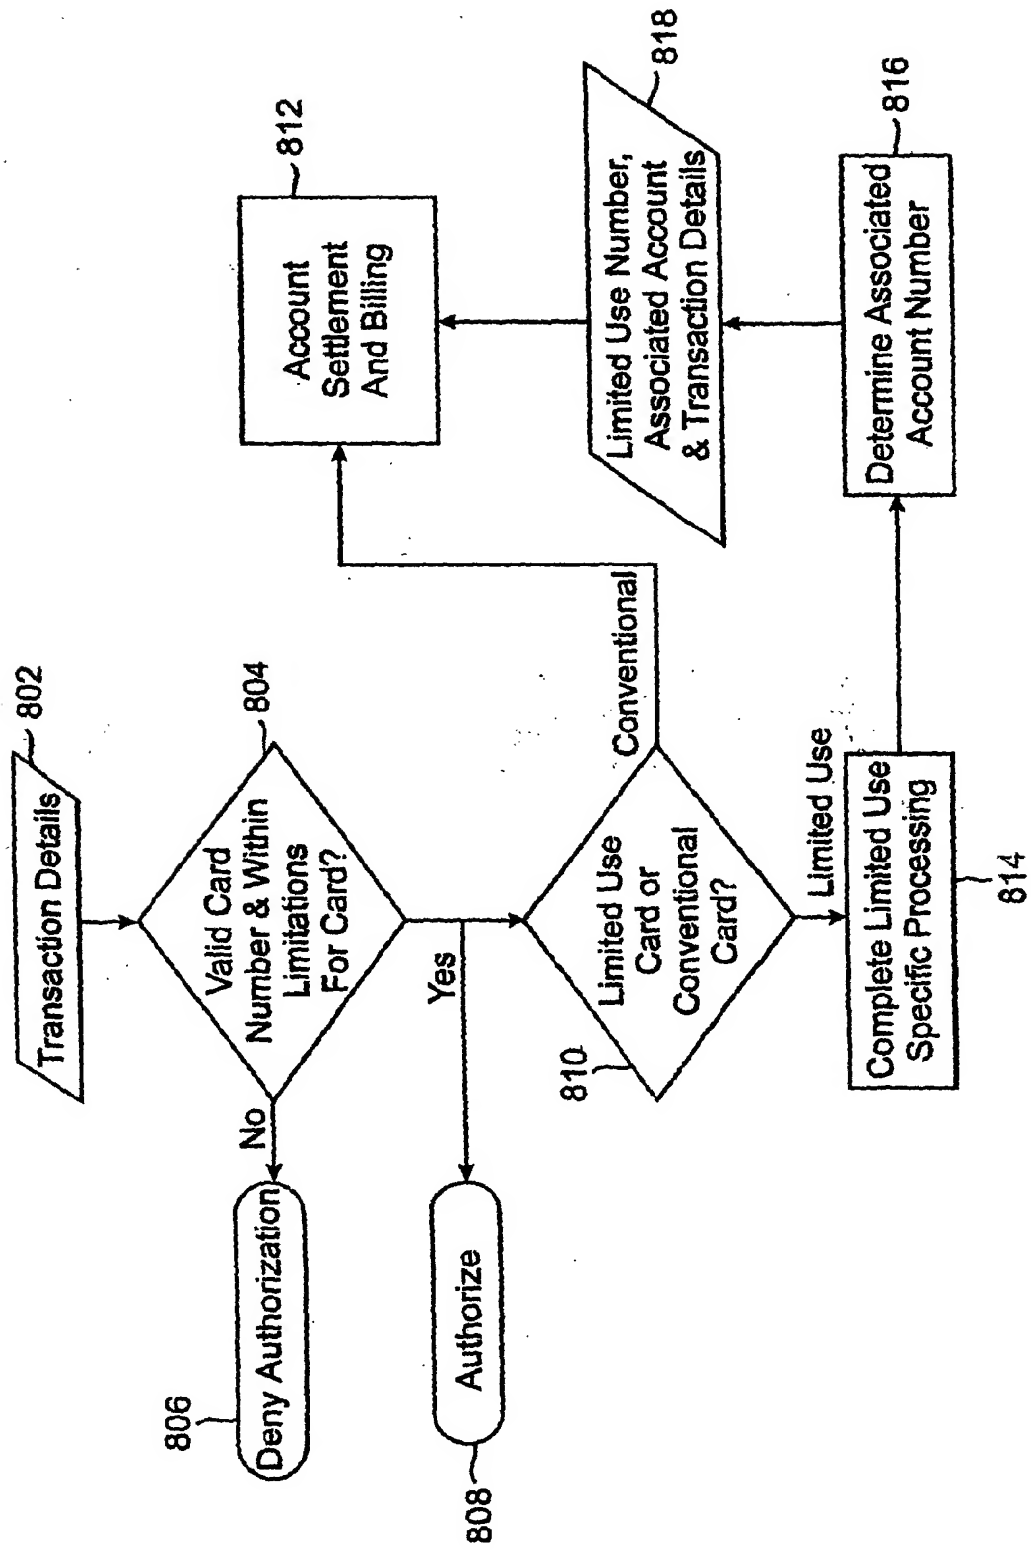 802
Transaction Details
804
Valid Card
Number & Within
Limitations
For Card?
No
806
Deny Authorization
Yes
808
Authorize
810
Limited Use
Card or
Conventional
Card?
Conventional
812
Account
Settlement
And Billing
Limited Use
Complete Limited Use
Specific Processing
814
Determine Associated
Account Number
816
Limited Use Number,
Associated Account
& Transaction Details
818